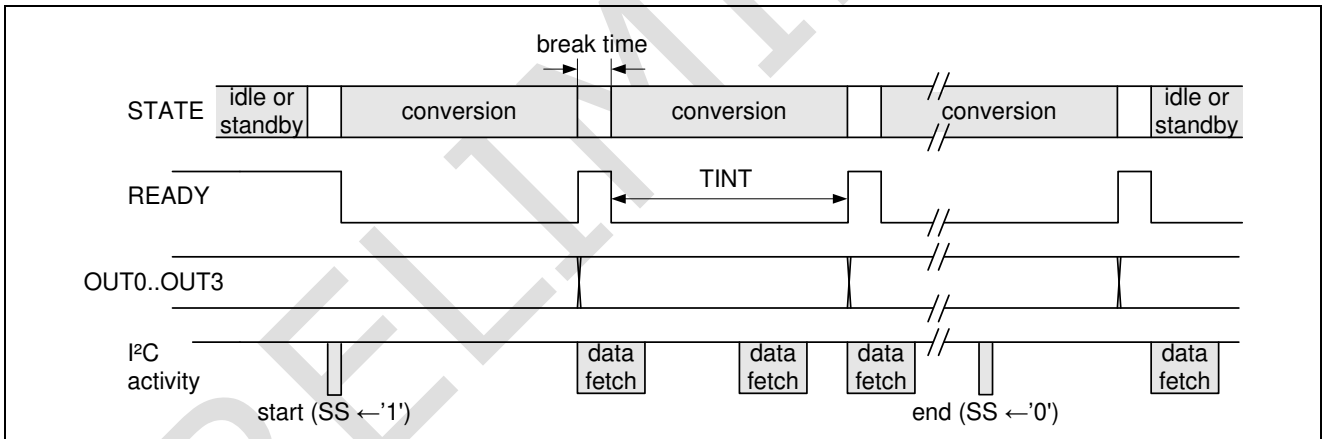 break time
STATE
idle or
standby
conversion
conversion
conversion
idle or
standby
READY
TINT
OUT0..OUT3
I²C
activity
data
fetch
data
fetch
data
fetch
data
fetch
start (SS ←'1')
end (SS ←'0')